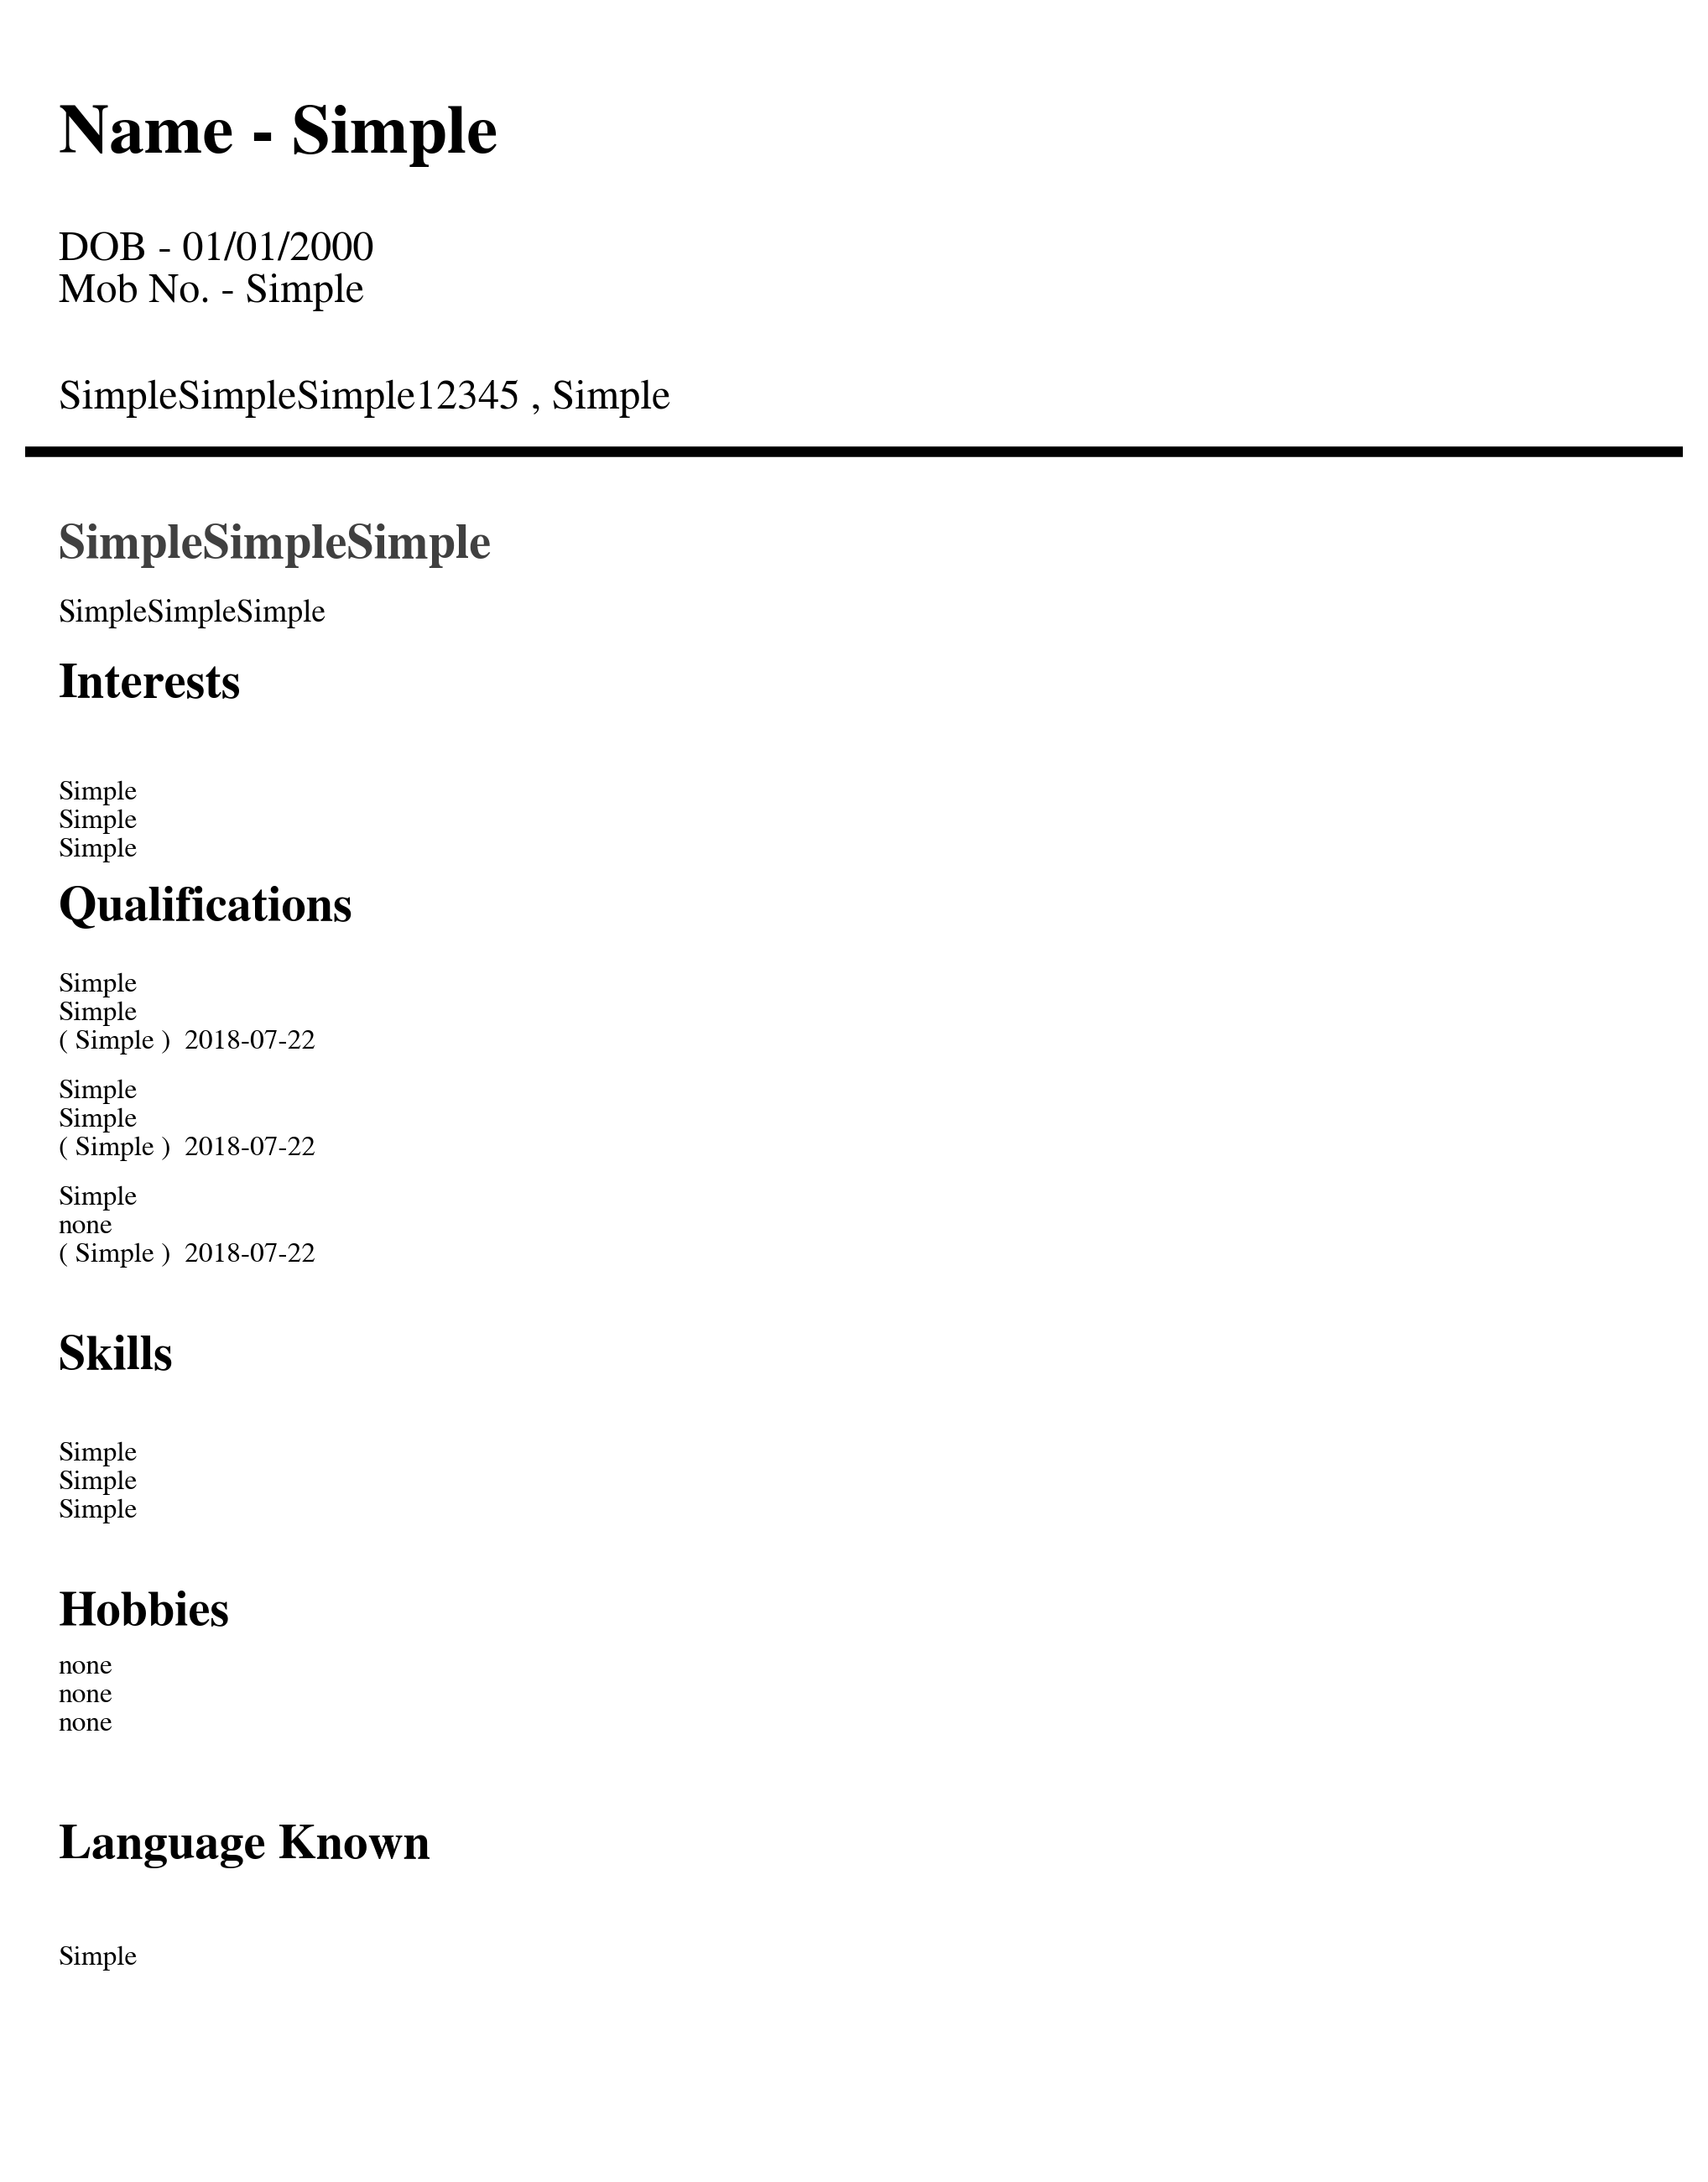 Name - Simple
DOB - 01/01/2000
Mob No. - Simple
SimpleSimpleSimple12345 , Simple
SimpleSimpleSimple
SimpleSimpleSimple
Interests
Simple
Simple
Simple
Qualifications
Simple
Simple
( Simple )  2018-07-22
Simple
Simple
( Simple )  2018-07-22
Simple
none
( Simple )  2018-07-22
Skills
Simple
Simple
Simple
Hobbies
none
none
none
Language Known
Simple